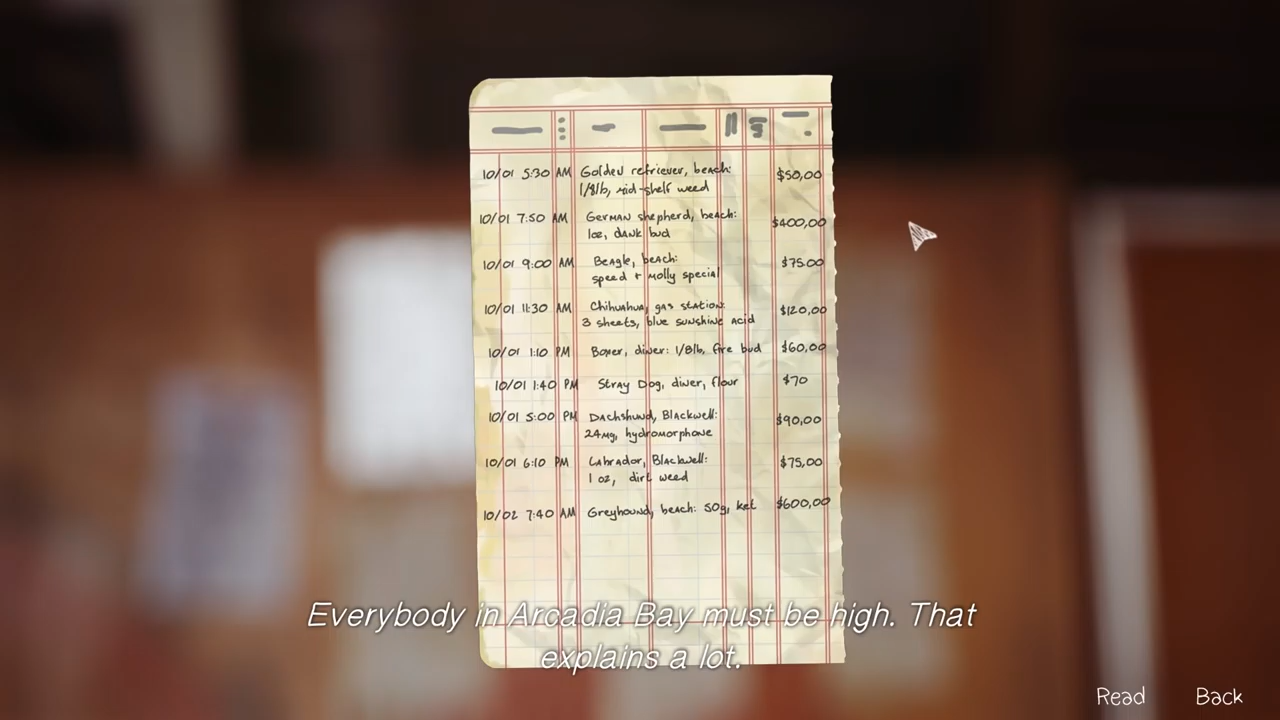 10/01 5:30 AM Golden retriever, beach: $50,00
1/8lb, mid-shelf weed
10/01 7:50 AM German shepherd, beach: $400,00
1oz, dank bud
10/01 9:00 AM Beagle, beach: $75.00
speed + molly special
10/01 11:30 AM Chihuahua, gas station: $120,00
3 sheets, blue sunshine acid
10/01 1:10 PM Boxer, diner: 1/8lb, fire bud $60,00
10/01 1:40 PM Stray Dog, diner, flour $70
10/01 5:00 PM Dachshund, Blackwell: $90,00
24mg, hydromorphone
10/01 6:10 PM Labrador, Blackwell: $75,00
1 oz, dirt weed
10/02 7:40 AM Greyhound, beach: 50g, ket $600,00
Everybody in Arcadia Bay must be high. That
explains a lot.
Read Back